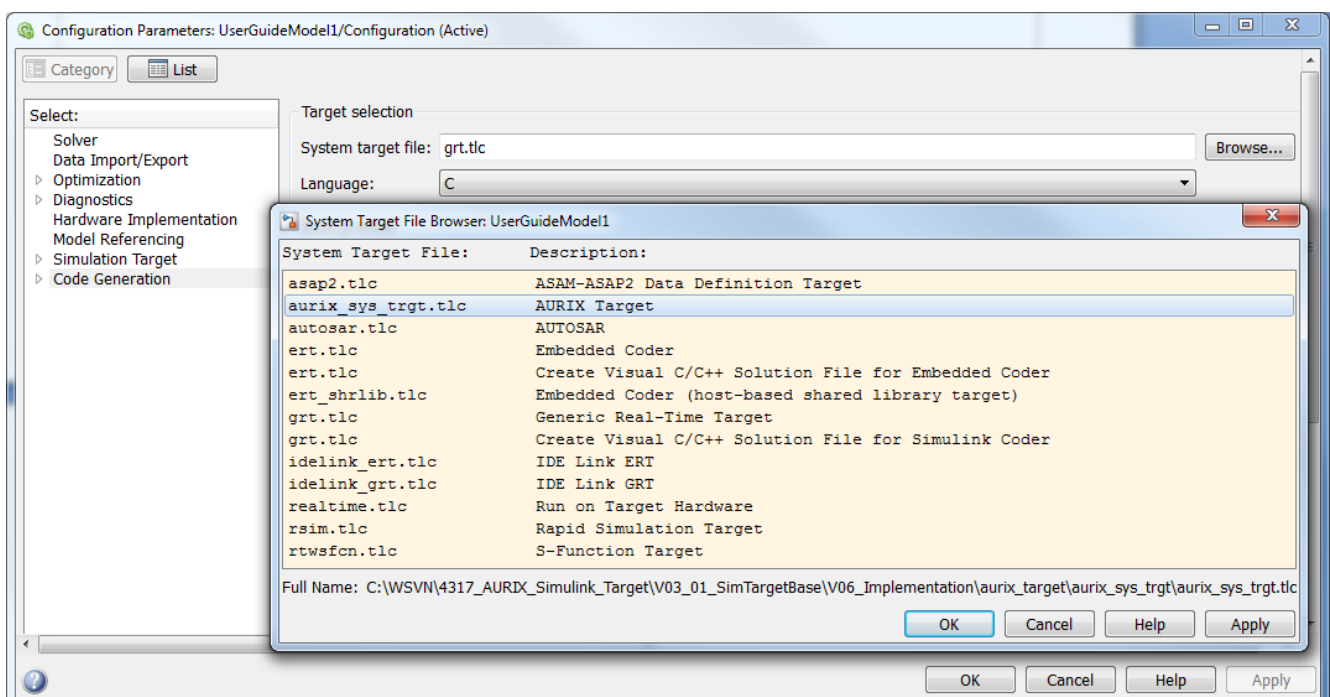 Configuration Parameters: UserGuideModel1/Configuration (Active)
Category List
Select:
Solver
Data Import/Export
Optimization
Diagnostics
Hardware Implementation
Model Referencing
Simulation Target
Code Generation
Target selection
System target file: grt.tlc Browse...
Language: C
System Target File Browser: UserGuideModel1
System Target File: Description:
asap2.tlc ASAM-ASAP2 Data Definition Target
aurix_sys_trgt.tlc AURIX Target
autosar.tlc AUTOSAR
ert.tlc Embedded Coder
ert.tlc Create Visual C/C++ Solution File for Embedded Coder
ert_shrlib.tlc Embedded Coder (host-based shared library target)
grt.tlc Generic Real-Time Target
grt.tlc Create Visual C/C++ Solution File for Simulink Coder
idelink_ert.tlc IDE Link ERT
idelink_grt.tlc IDE Link GRT
realtime.tlc Run on Target Hardware
rsim.tlc Rapid Simulation Target
rtwsfcn.tlc S-Function Target
Full Name: C:\WSVN\4317_AURIX_Simulink_Target\V03_01_SimTargetBase\V06_Implementation\aurix_target\aurix_sys_trgt\aurix_sys_trgt.tlc
OK Cancel Help Apply
OK Cancel Help Apply